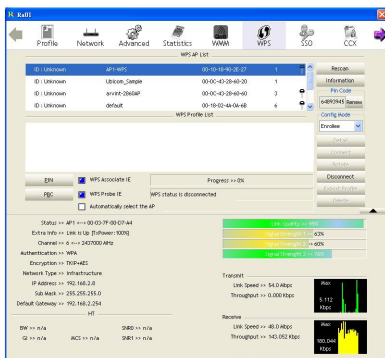 RaUI
Profile Network Advanced Statistics WMM WPS SSO CCX
WPS AP List
ID : Unknown AP1-WPS 00-10-18-90-2E-27 1
ID : Unknown Ubicom_Sample 00-0C-43-28-60-20 1
ID : Unknown arvint-2860AP 00-0C-43-28-60-60 3
ID : Unknown default 00-18-02-4A-0A-6B 6
Rescan
Information
Pin Code
64893945 Renew
Config Mode
Enrollee
Detail
Connect
Rotate
Disconnect
Export Profile
Delete
WPS Profile List
PIN WPS Associate IE Progress >> 0%
PBC WPS Probe IE WPS status is disconnected
Automatically select the AP
Status >> AP1 <--> 00-03-7F-00-D7-A4
Extra Info >> Link is Up [TxPower:100%]
Channel >> 6 <--> 2437000 KHz
Authentication >> WPA
Encryption >> TKIP+AES
Network Type >> Infrastructure
IP Address >> 192.168.2.8
Sub Mask >> 255.255.255.0
Default Gateway >> 192.168.2.254
HT
BW >> n/a SNR0 >> n/a
GI >> n/a MCS >> n/a SNR1 >> n/a
Link Quality >> 99%
Signal Strength 1 >> 63%
Signal Strength 2 >> 60%
Transmit
Link Speed >> 54.0 Mbps
Throughput >> 0.000 Kbps
Max
5.112
Kbps
Receive
Link Speed >> 48.0 Mbps
Throughput >> 143.052 Kbps
Max
180.044
Kbps